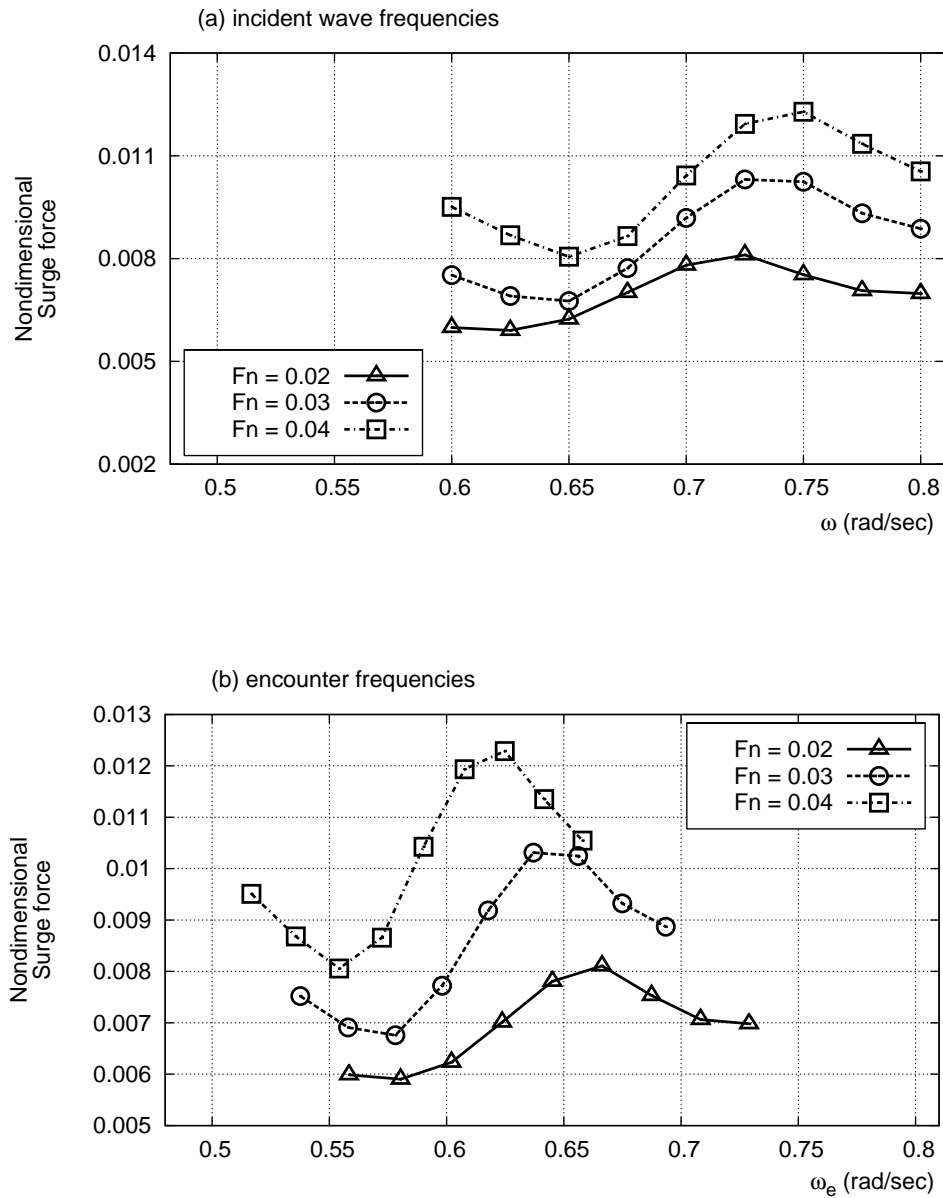 (a) incident wave frequencies
0.014
0.011
0.008
0.005
0.002
Nondimensional
Surge force
Fn = 0.02
Fn = 0.03
Fn = 0.04
0.5 0.55 0.6 0.65 0.7 0.75 0.8
ω (rad/sec)
(b) encounter frequencies
0.013
0.012
0.011
0.01
0.009
0.008
0.007
0.006
0.005
Nondimensional
Surge force
Fn = 0.02
Fn = 0.03
Fn = 0.04
0.5 0.55 0.6 0.65 0.7 0.75 0.8
ωe (rad/sec)